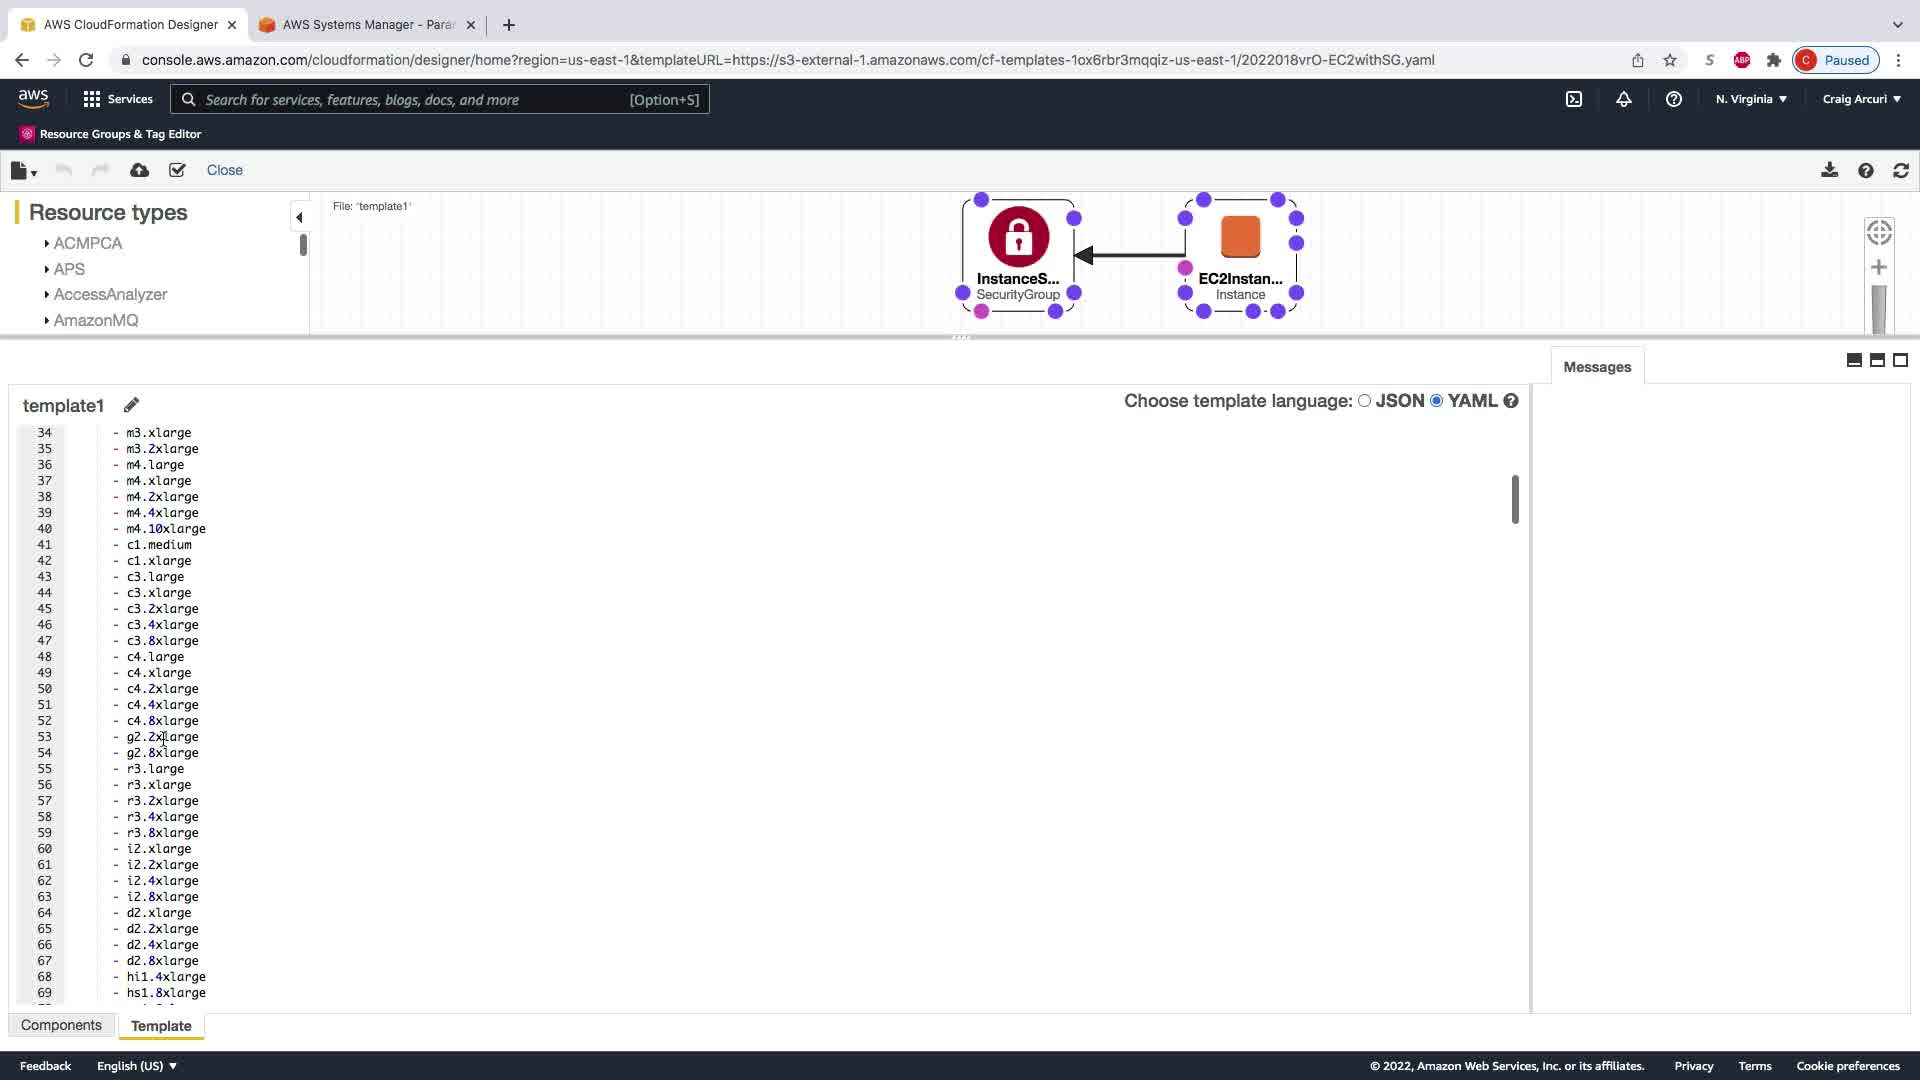 AWS CloudFormation Designer
AWS Systems Manager - Para
console.aws.amazon.com/cloudformation/designer/home?region=us-east-1&templateURL=https://s3-external-1.amazonaws.com/cf-templates-1ox6rbr3mqqiz-us-east-1/2022018vrO-EC2withSG.yaml
S
ABP
C Paused
aws
Services
Search for services, features, blogs, docs, and more [Option+S]
N. Virginia
Craig Arcuri
Resource Groups & Tag Editor
Close
Resource types
ACMPCA
APS
AccessAnalyzer
AmazonMQ
File: 'template1'
InstanceS...
SecurityGroup
EC2Instan...
Instance
Messages
template1
Choose template language: JSON YAML
34 - m3.xlarge
35 - m3.2xlarge
36 - m4.large
37 - m4.xlarge
38 - m4.2xlarge
39 - m4.4xlarge
40 - m4.10xlarge
41 - c1.medium
42 - c1.xlarge
43 - c3.large
44 - c3.xlarge
45 - c3.2xlarge
46 - c3.4xlarge
47 - c3.8xlarge
48 - c4.large
49 - c4.xlarge
50 - c4.2xlarge
51 - c4.4xlarge
52 - c4.8xlarge
53 - g2.2xlarge
54 - g2.8xlarge
55 - r3.large
56 - r3.xlarge
57 - r3.2xlarge
58 - r3.4xlarge
59 - r3.8xlarge
60 - i2.xlarge
61 - i2.2xlarge
62 - i2.4xlarge
63 - i2.8xlarge
64 - d2.xlarge
65 - d2.2xlarge
66 - d2.4xlarge
67 - d2.8xlarge
68 - hi1.4xlarge
69 - hs1.8xlarge
Components
Template
Feedback
English (US)
© 2022, Amazon Web Services, Inc. or its affiliates.
Privacy
Terms
Cookie preferences